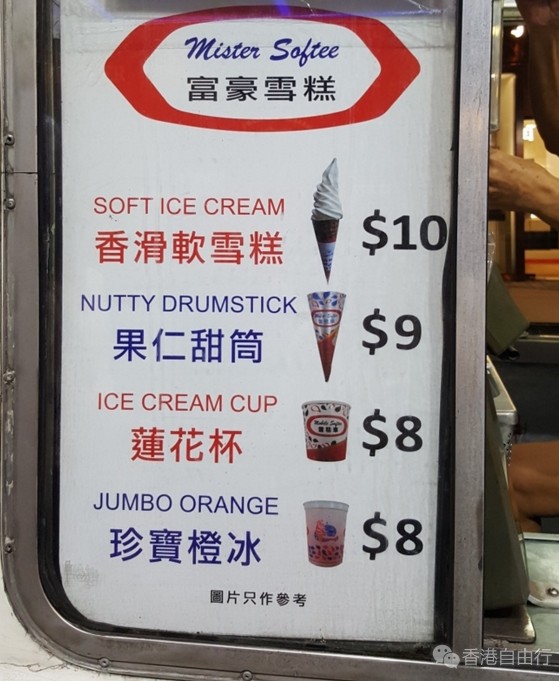 Mister Softee
富豪雪糕
SOFT ICE CREAM
香滑軟雪糕
$10
NUTTY DRUMSTICK
果仁甜筒
$9
ICE CREAM CUP
蓮花杯
$8
JUMBO ORANGE
珍寶橙冰
$8
圖片只作參考
香港自由行